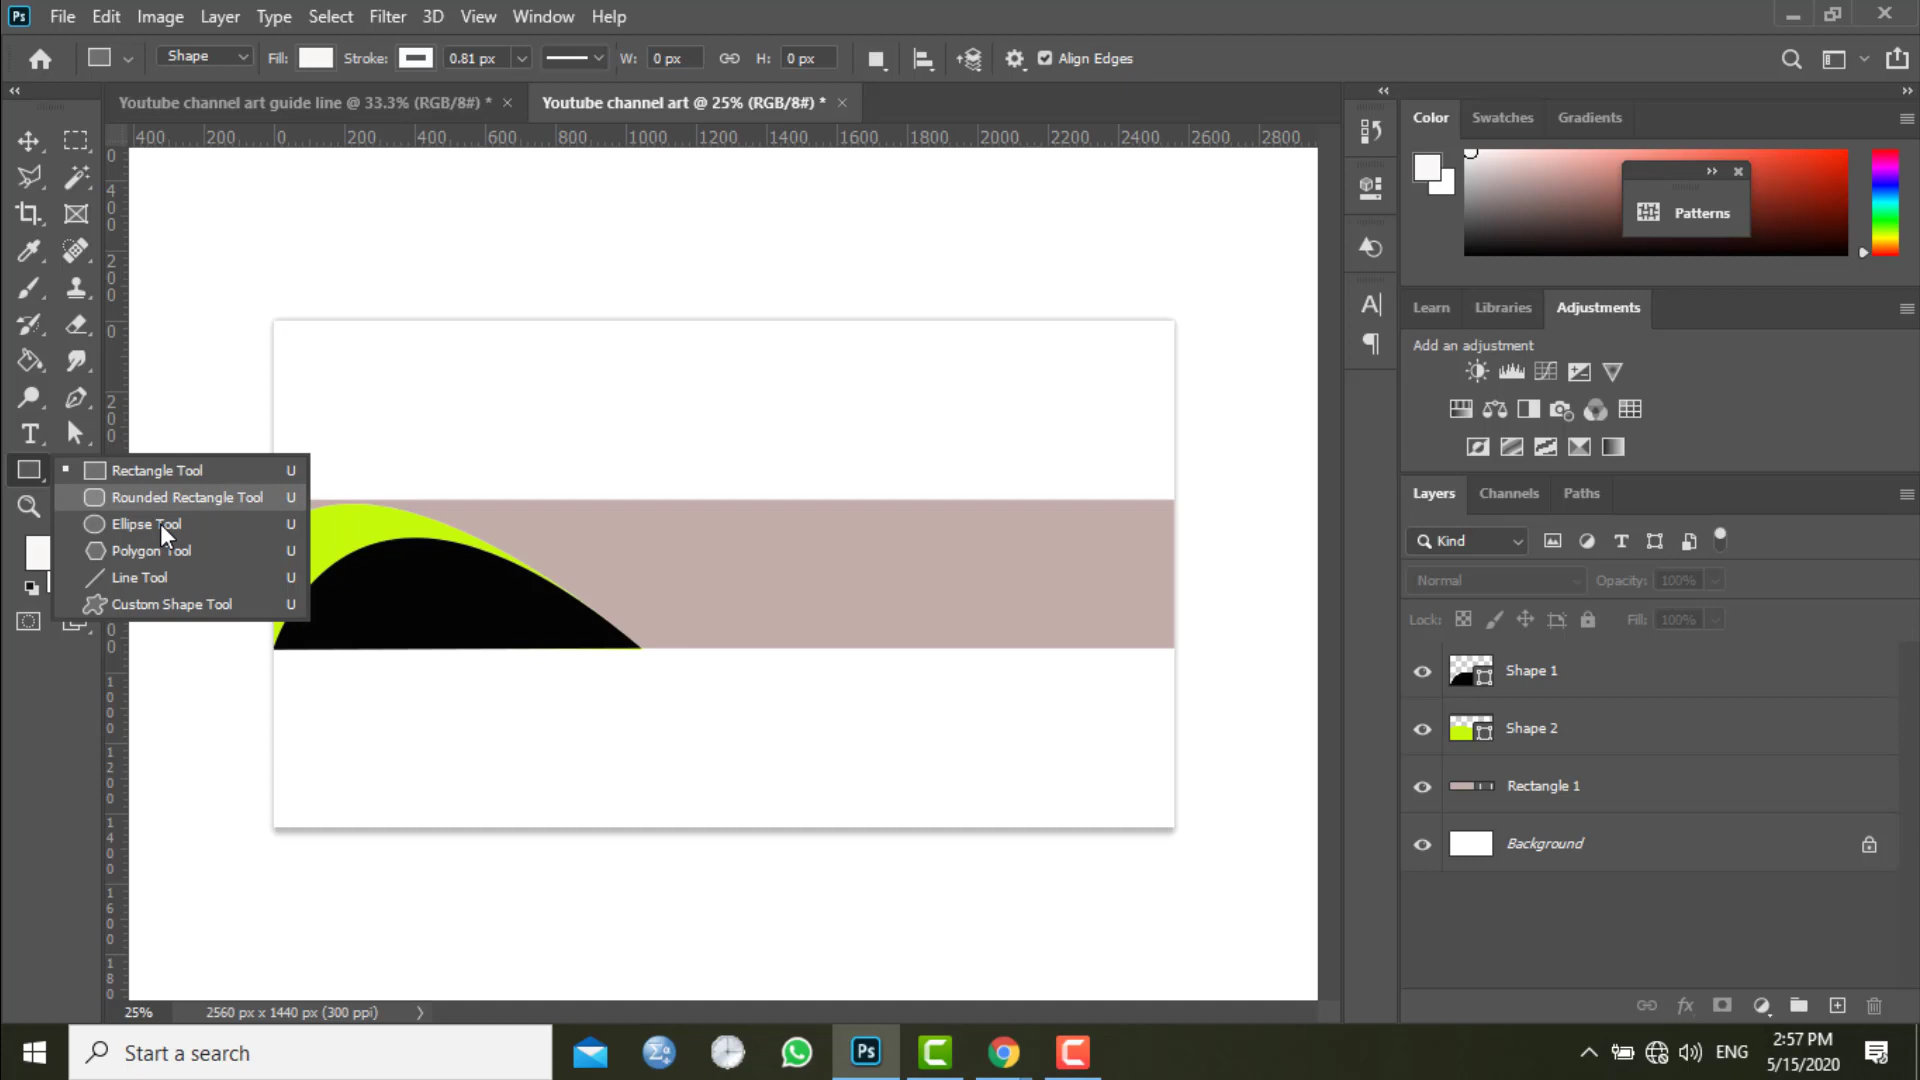 Ps File Edit Image Layer Type Select Filter 3D View Window Help
Shape Fill: Stroke: 0.81 px W: 0 px H: 0 px Align Edges
Youtube channel art guide line @ 33.3% (RGB/8#) * Youtube channel art @ 25% (RGB/8#) *
400 200 0 200 400 600 800 1000 1200 1400 1600 1800 2000 2200 2400 2600 2800
Color Swatches Gradients
Patterns
Learn Libraries Adjustments
Add an adjustment
Rectangle Tool U
Rounded Rectangle Tool U
Ellipse Tool U
Polygon Tool U
Line Tool U
Custom Shape Tool U
Layers Channels Paths
Kind
Normal Opacity: 100%
Lock: Fill: 100%
Shape 1
Shape 2
Rectangle 1
Background
fx
25% 2560 px x 1440 px (300 ppi)
Start a search
Ps
ENG
2:57 PM
5/15/2020